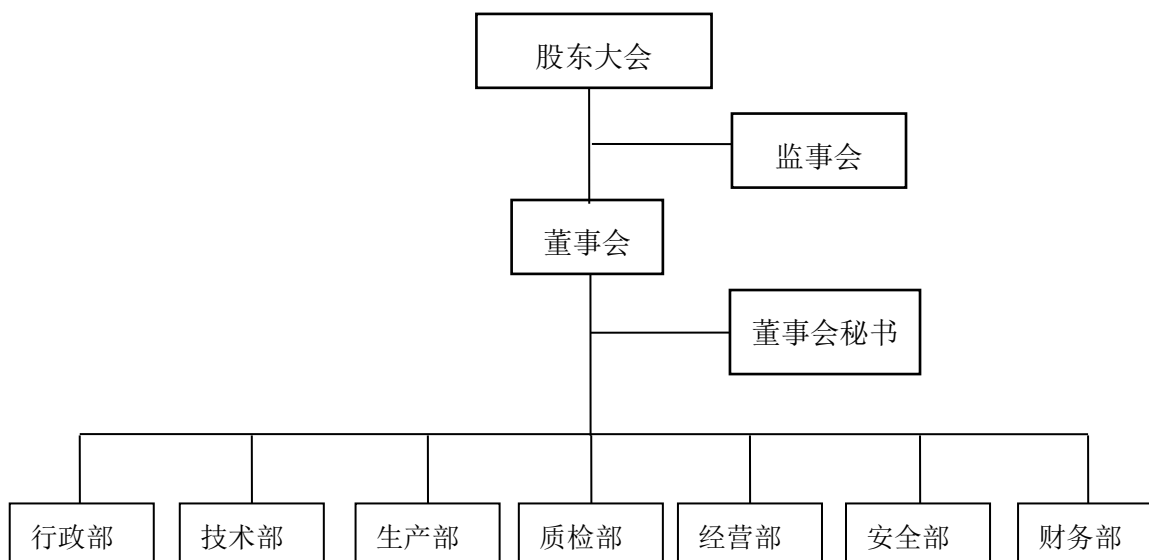 股东大会
监事会
董事会
董事会秘书
行政部 技术部 生产部 质检部 经营部 安全部 财务部